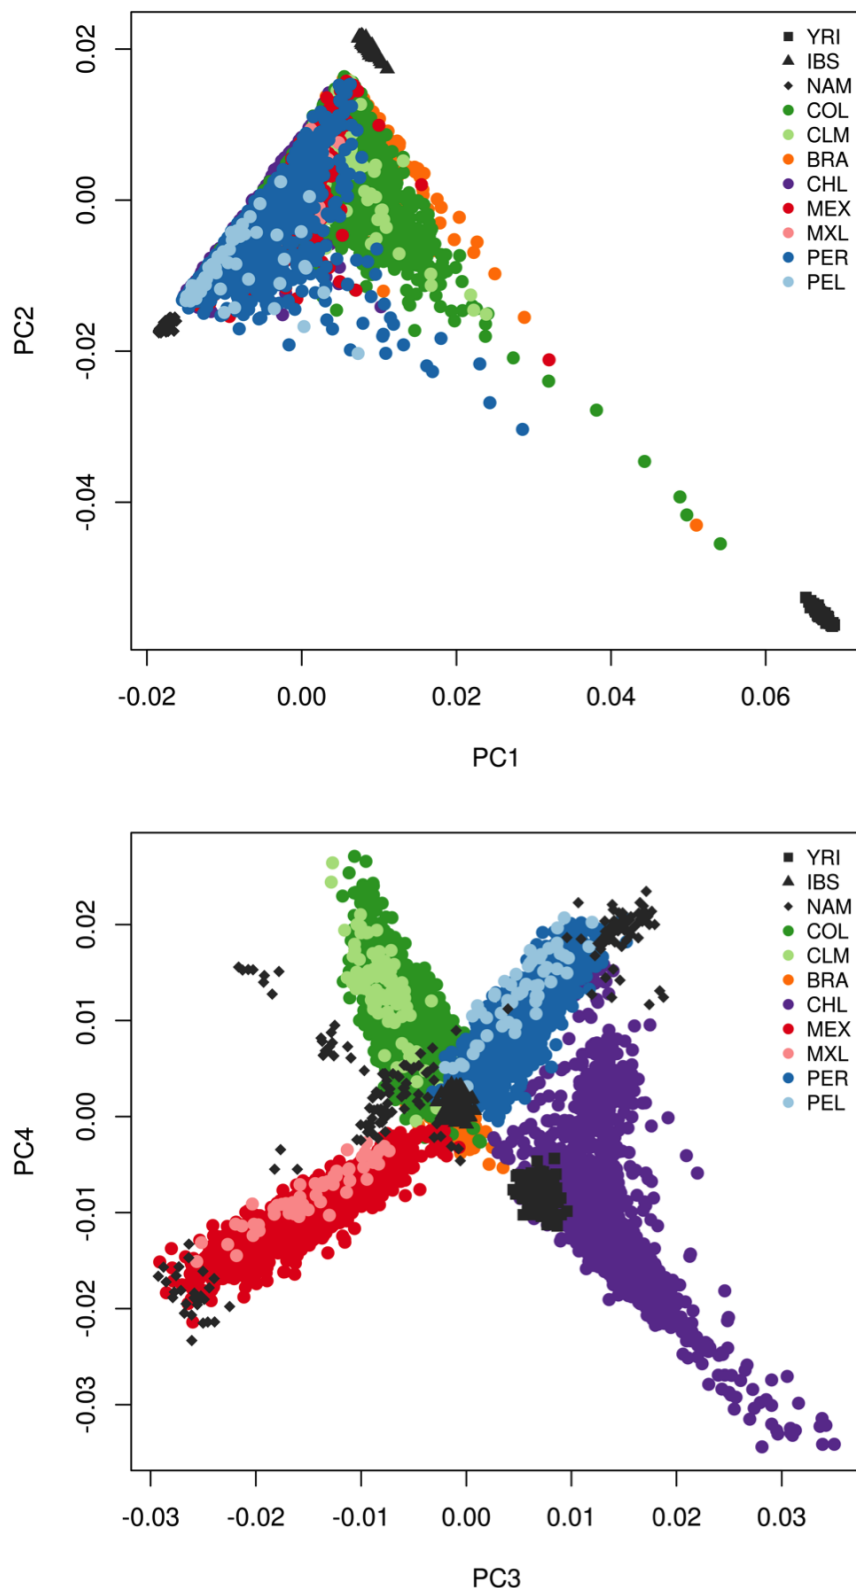 0.02
0.00
-0.02
-0.04
PC2
-0.02
0.00
0.02
0.04
0.06
PC1
YRI
IBS
NAM
COL
CLM
BRA
CHL
MEX
MXL
PER
PEL
0.02
0.01
0.00
-0.01
-0.02
-0.03
PC4
-0.03
-0.02
-0.01
0.00
0.01
0.02
0.03
PC3
YRI
IBS
NAM
COL
CLM
BRA
CHL
MEX
MXL
PER
PEL